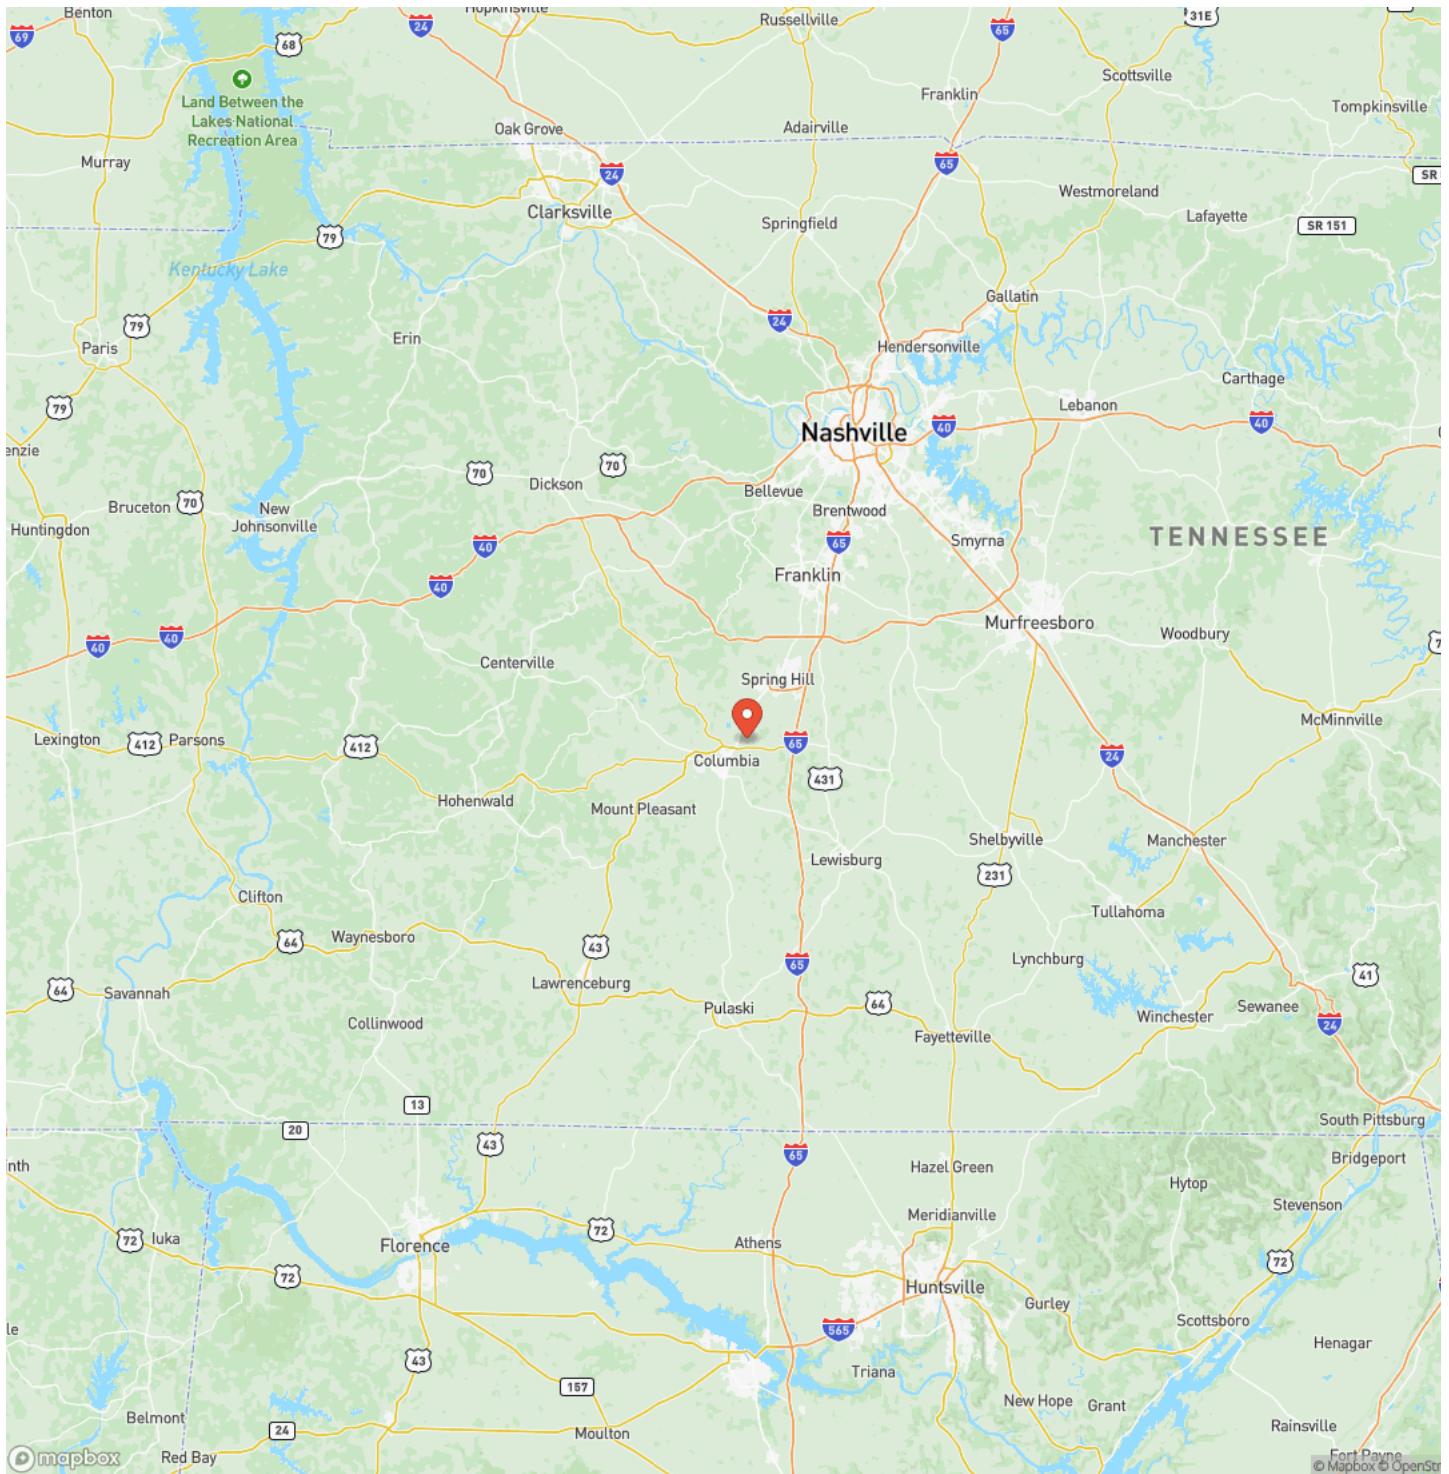 Benton
Hopkinsville
Russellville
31E
69
24
65
68
Scottsville
Land Between the
Lakes National
Recreation Area
Franklin
Tompkinsville
Oak Grove
Adairville
Murray
65
24
SR
Westmoreland
Clarksville
Lafayette
Springfield
SR 151
79
Kentucky Lake
Gallatin
79
24
Erin
Paris
Hendersonville
Carthage
79
Lebanon
40
40
Nashville
enzie
70
70
Dickson
Bellevue
70
Bruceton
New
Johnsonville
Brentwood
Huntingdon
TENNESSEE
40
65
Smyrna
Franklin
40
Murfreesboro
40
40
Woodbury
Centerville
Spring Hill
McMinnville
Lexington
412
Parsons
412
65
24
Columbia
431
Hohenwald
Mount Pleasant
Shelbyville
Manchester
Lewisburg
231
Clifton
Tullahoma
64
Waynesboro
43
Lynchburg
65
41
64
Savannah
Lawrenceburg
Pulaski
64
Sewanee
Winchester
Collinwood
24
Fayetteville
13
20
South Pittsburg
43
65
Bridgeport
nth
Hazel Green
Hytop
Stevenson
Meridianville
72
Iuka
72
Florence
Athens
72
72
Huntsville
Gurley
Scottsboro
le
565
Henagar
43
Triana
157
New Hope
Grant
Belmont
24
Moulton
Rainsville
Red Bay
Fort Payne
mapbox
© Mapbox © OpenStr